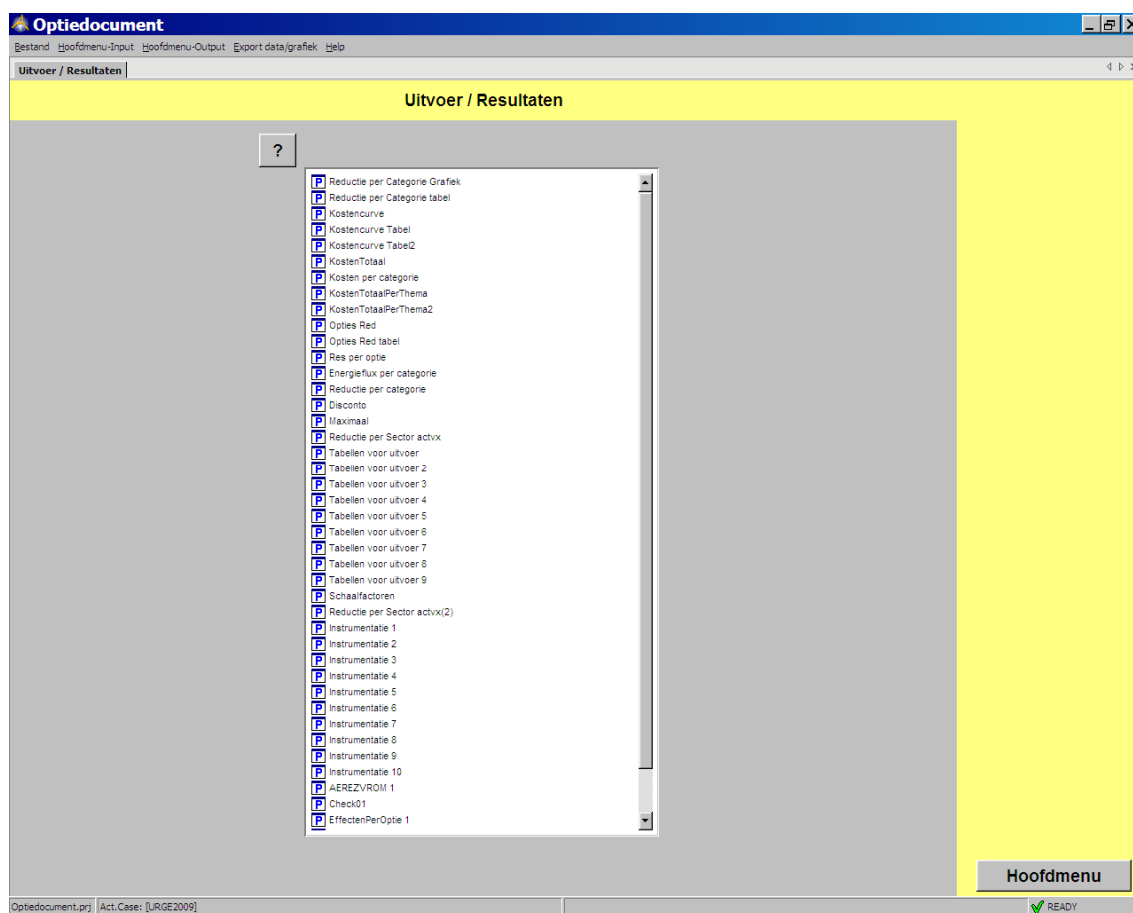 Optiedocument
Bestand Hoofdmenu-Input Hoofdmenu-Output Export data/grafiek Help
Uitvoer / Resultaten
Uitvoer / Resultaten
?
P Reductie per Categorie Grafiek
P Reductie per Categorie tabel
P Kostencurve
P Kostencurve Tabel
P Kostencurve Tabel2
P KostenTotaal
P Kosten per categorie
P KostenTotaalPerThema
P KostenTotaalPerThema2
P Opties Red
P Opties Red tabel
P Res per optie
P Energieflux per categorie
P Reductie per categorie
P Disconto
P Maximaal
P Reductie per Sector actvx
P Tabellen voor uitvoer
P Tabellen voor uitvoer 2
P Tabellen voor uitvoer 3
P Tabellen voor uitvoer 4
P Tabellen voor uitvoer 5
P Tabellen voor uitvoer 6
P Tabellen voor uitvoer 7
P Tabellen voor uitvoer 8
P Tabellen voor uitvoer 9
P Schaalfactoren
P Reductie per Sector actvx(2)
P Instrumentatie 1
P Instrumentatie 2
P Instrumentatie 3
P Instrumentatie 4
P Instrumentatie 5
P Instrumentatie 6
P Instrumentatie 7
P Instrumentatie 8
P Instrumentatie 9
P Instrumentatie 10
P AEREZVROM 1
P Check01
P EffectenPerOptie 1
Hoofdmenu
Optiedocument.prj Act.Case: [URGE2009] READY